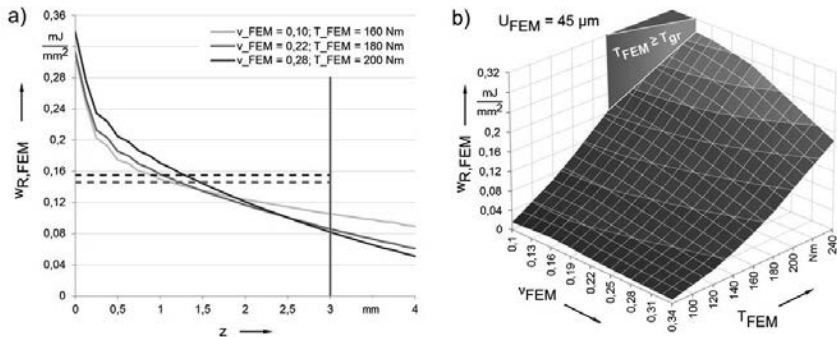 a)
0,36
mJ
mm²
0,28
0,24
0,2
0,16
0,12
0,08
0,04
0
wR,FEM
v_FEM = 0,10; T_FEM = 160 Nm
v_FEM = 0,22; T_FEM = 180 Nm
v_FEM = 0,28; T_FEM = 200 Nm
0 0,5 1 1,5 2 2,5 3 mm 4
z
b)
UFEM = 45 µm
TFEM ≥ Tgr
0,32
mJ
mm²
0,24
0,2
0,16
0,12
0,08
0,04
0
wR,FEM
0,1 0,13 0,16 0,19 0,22 0,25 0,28 0,31 0,34
vFEM
100 120 140 160 180 200 Nm 240
TFEM